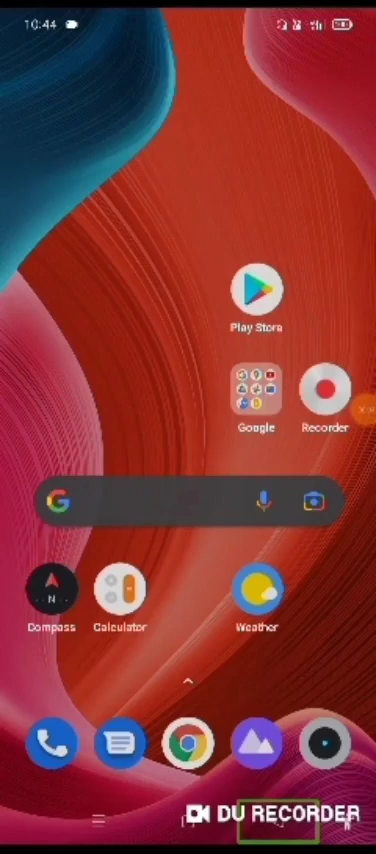 10:44
Play Store
Google
Recorder
Compass
Calculator
Weather
DU RECORDER